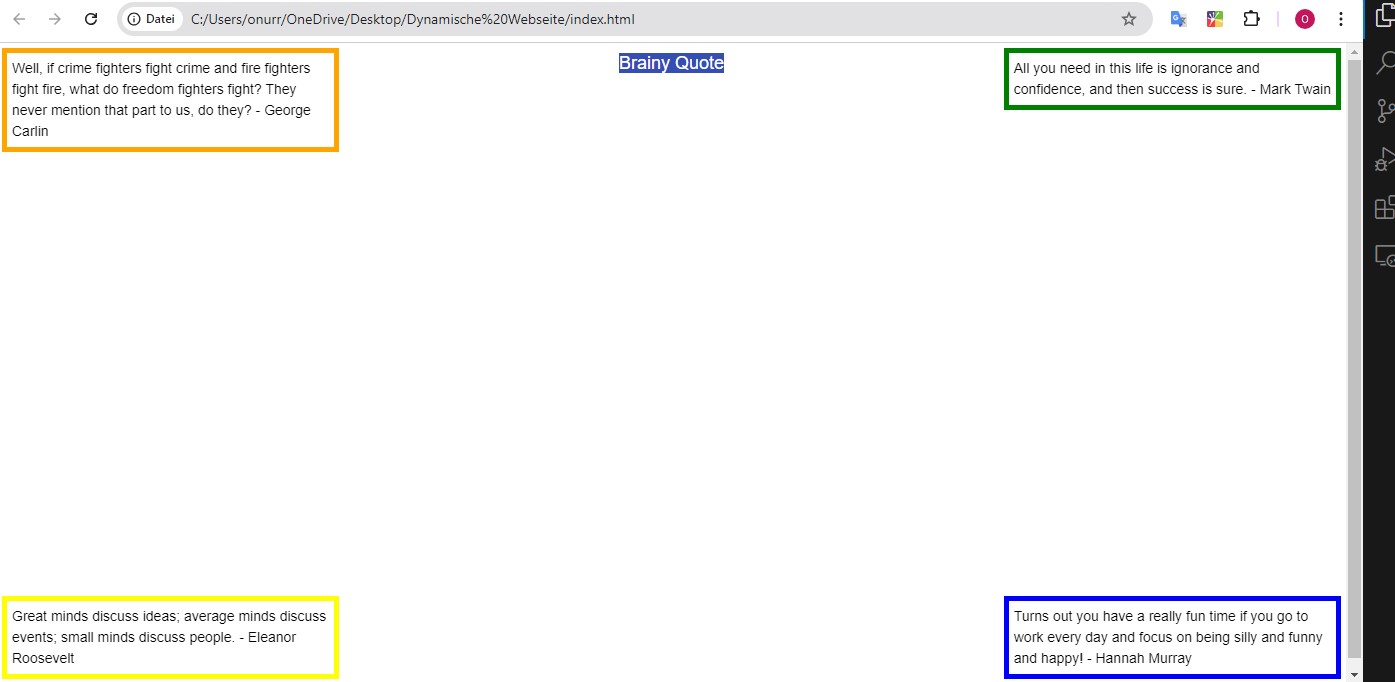 Datei
C:/Users/onurr/OneDrive/Desktop/Dynamische%20Webseite/index.html
O
Well, if crime fighters fight crime and fire fighters
fight fire, what do freedom fighters fight? They
never mention that part to us, do they? - George
Carlin
Brainy Quote
All you need in this life is ignorance and
confidence, and then success is sure. - Mark Twain
Great minds discuss ideas; average minds discuss
events; small minds discuss people. - Eleanor
Roosevelt
Turns out you have a really fun time if you go to
work every day and focus on being silly and funny
and happy! - Hannah Murray